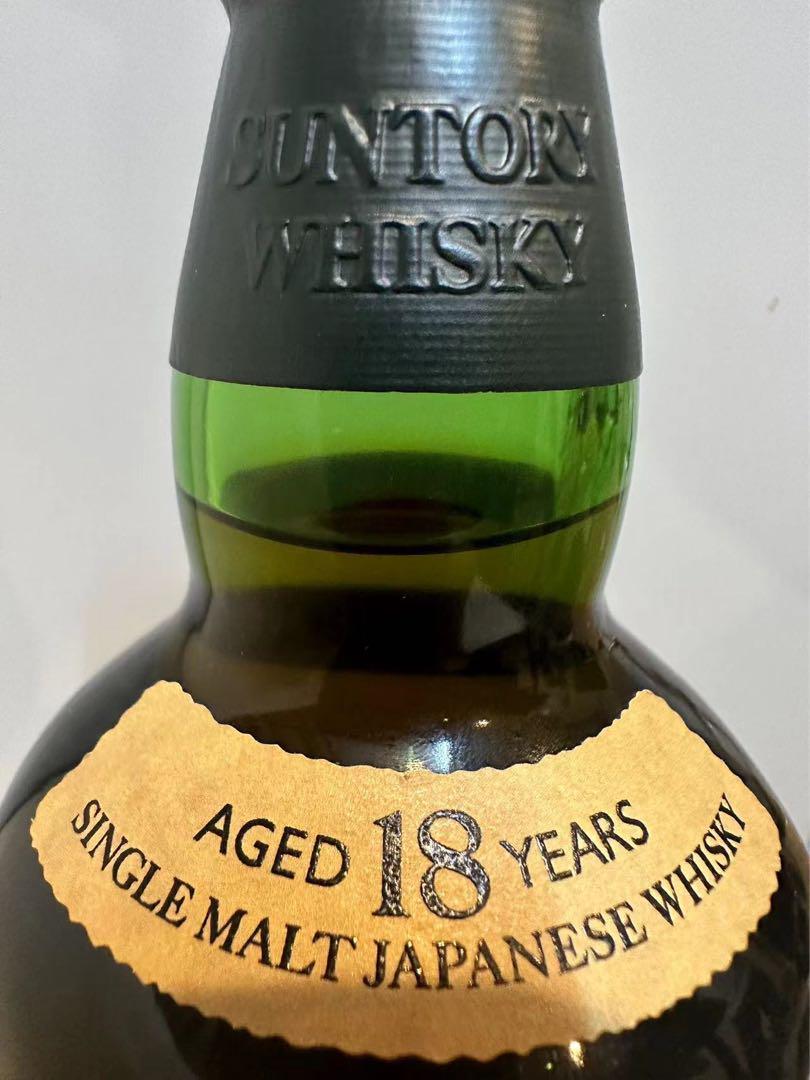 SUNTORY
WHISKY
AGED 18 YEARS
SINGLE MALT JAPANESE WHISKY